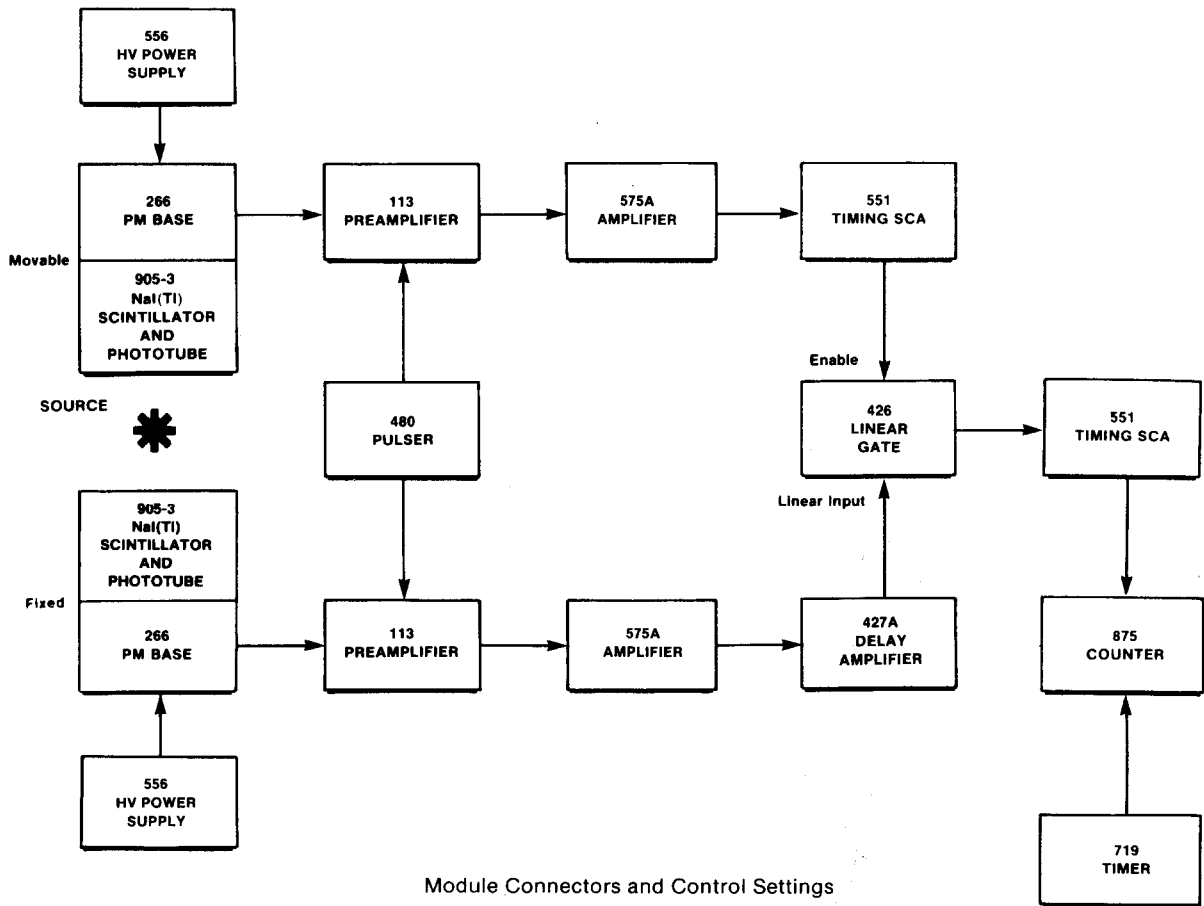 556
HV POWER
SUPPLY
266
PM BASE
113
PREAMPLIFIER
575A
AMPLIFIER
551
TIMING SCA
Movable
905-3
NaI(Tl)
SCINTILLATOR
AND
PHOTOTUBE
Enable
SOURCE
480
PULSER
426
LINEAR
GATE
551
TIMING SCA
Linear Input
905-3
NaI(Tl)
SCINTILLATOR
AND
PHOTOTUBE
Fixed
266
PM BASE
113
PREAMPLIFIER
575A
AMPLIFIER
427A
DELAY
AMPLIFIER
875
COUNTER
556
HV POWER
SUPPLY
719
TIMER
Module Connectors and Control Settings